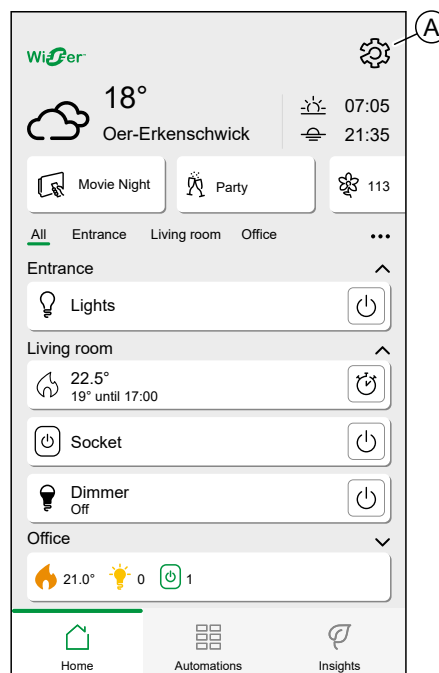 A
Wiser
18°
07:05
Oer-Erkenschwick
21:35
Movie Night
Party
113
All Entrance Living room Office
Entrance
Lights
Living room
22.5°
19° until 17:00
Socket
Dimmer
Off
Office
21.0° 0 1
Home Automations Insights